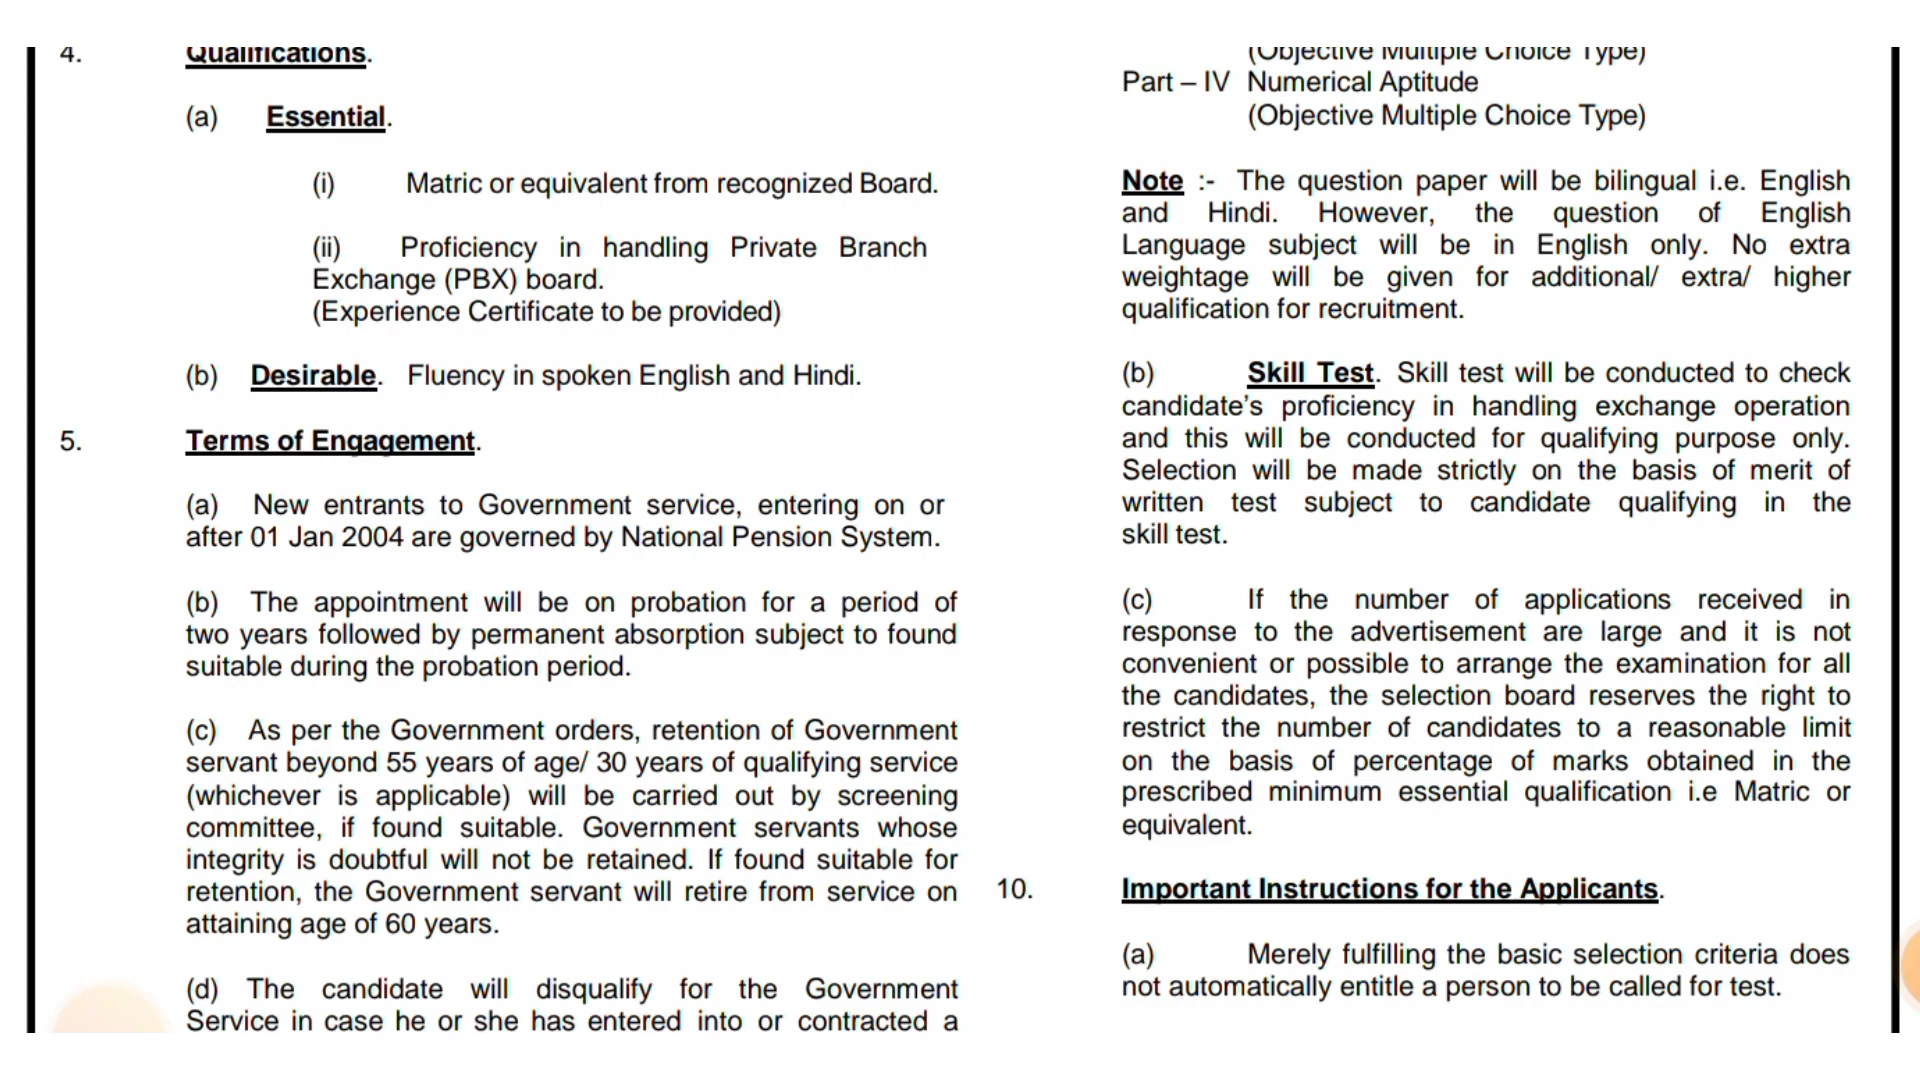 4. Qualifications.
(a) Essential.
(i) Matric or equivalent from recognized Board.
(ii) Proficiency in handling Private Branch
Exchange (PBX) board.
(Experience Certificate to be provided)
(b) Desirable. Fluency in spoken English and Hindi.
5. Terms of Engagement.
(a) New entrants to Government service, entering on or
after 01 Jan 2004 are governed by National Pension System.
(b) The appointment will be on probation for a period of
two years followed by permanent absorption subject to found
suitable during the probation period.
(c) As per the Government orders, retention of Government
servant beyond 55 years of age/ 30 years of qualifying service
(whichever is applicable) will be carried out by screening
committee, if found suitable. Government servants whose
integrity is doubtful will not be retained. If found suitable for
retention, the Government servant will retire from service on
attaining age of 60 years.
(d) The candidate will disqualify for the Government
Service in case he or she has entered into or contracted a
(Objective Multiple Choice Type)
Part – IV Numerical Aptitude
(Objective Multiple Choice Type)
Note :- The question paper will be bilingual i.e. English
and Hindi. However, the question of English
Language subject will be in English only. No extra
weightage will be given for additional/ extra/ higher
qualification for recruitment.
(b) Skill Test. Skill test will be conducted to check
candidate's proficiency in handling exchange operation
and this will be conducted for qualifying purpose only.
Selection will be made strictly on the basis of merit of
written test subject to candidate qualifying in the
skill test.
(c) If the number of applications received in
response to the advertisement are large and it is not
convenient or possible to arrange the examination for all
the candidates, the selection board reserves the right to
restrict the number of candidates to a reasonable limit
on the basis of percentage of marks obtained in the
prescribed minimum essential qualification i.e Matric or
equivalent.
10. Important Instructions for the Applicants.
(a) Merely fulfilling the basic selection criteria does
not automatically entitle a person to be called for test.